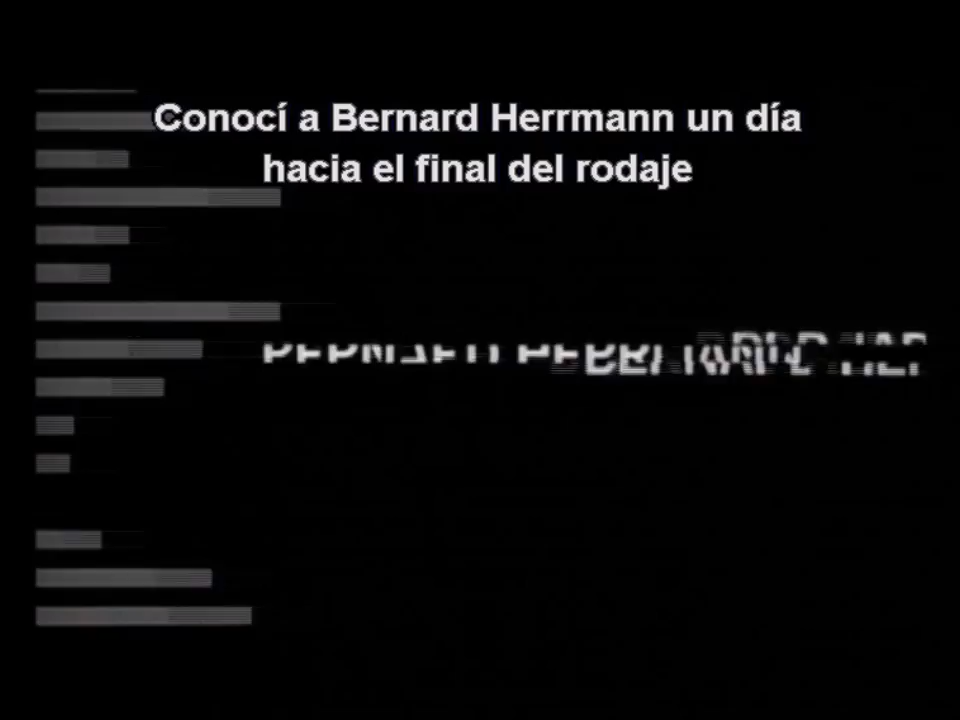 Conocí a Bernard Herrmann un día
hacia el final del rodaje